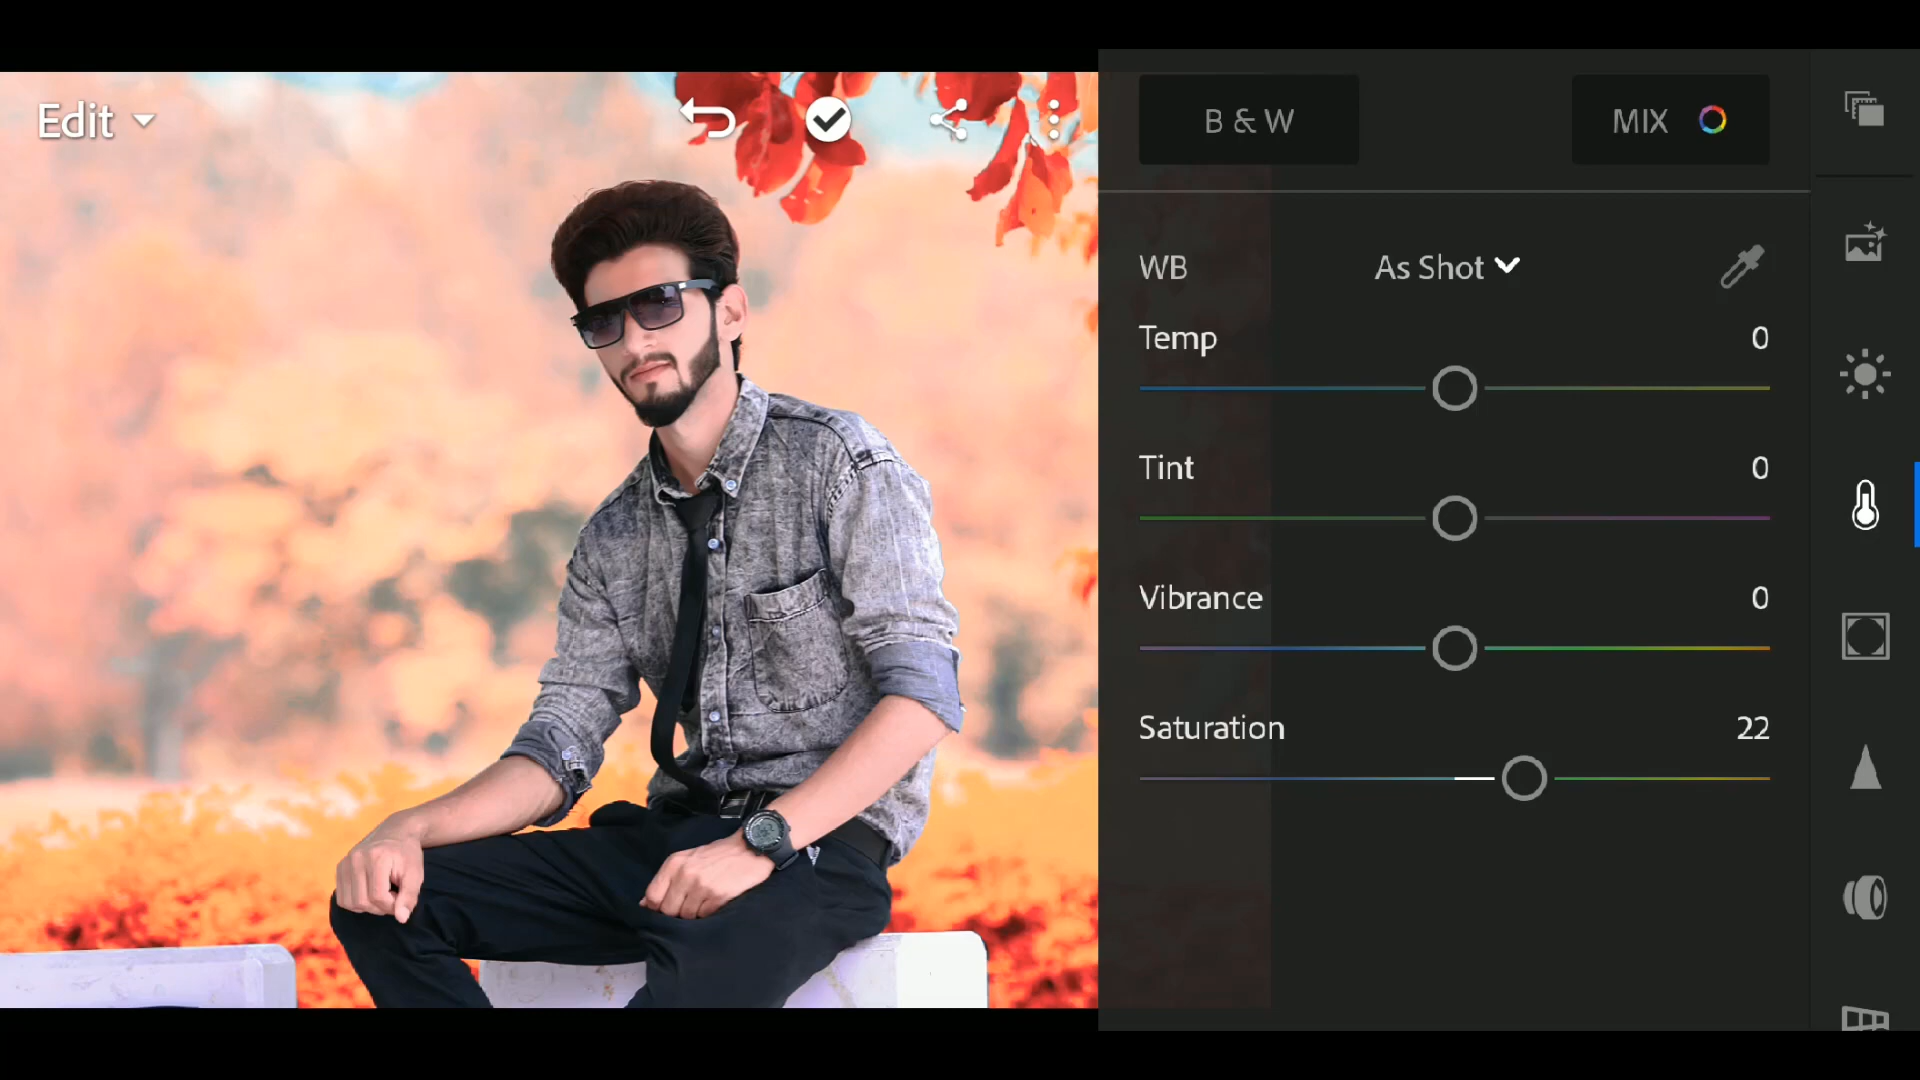 Edit
B & W
MIX
WB
As Shot
Temp
0
Tint
0
Vibrance
0
Saturation
22